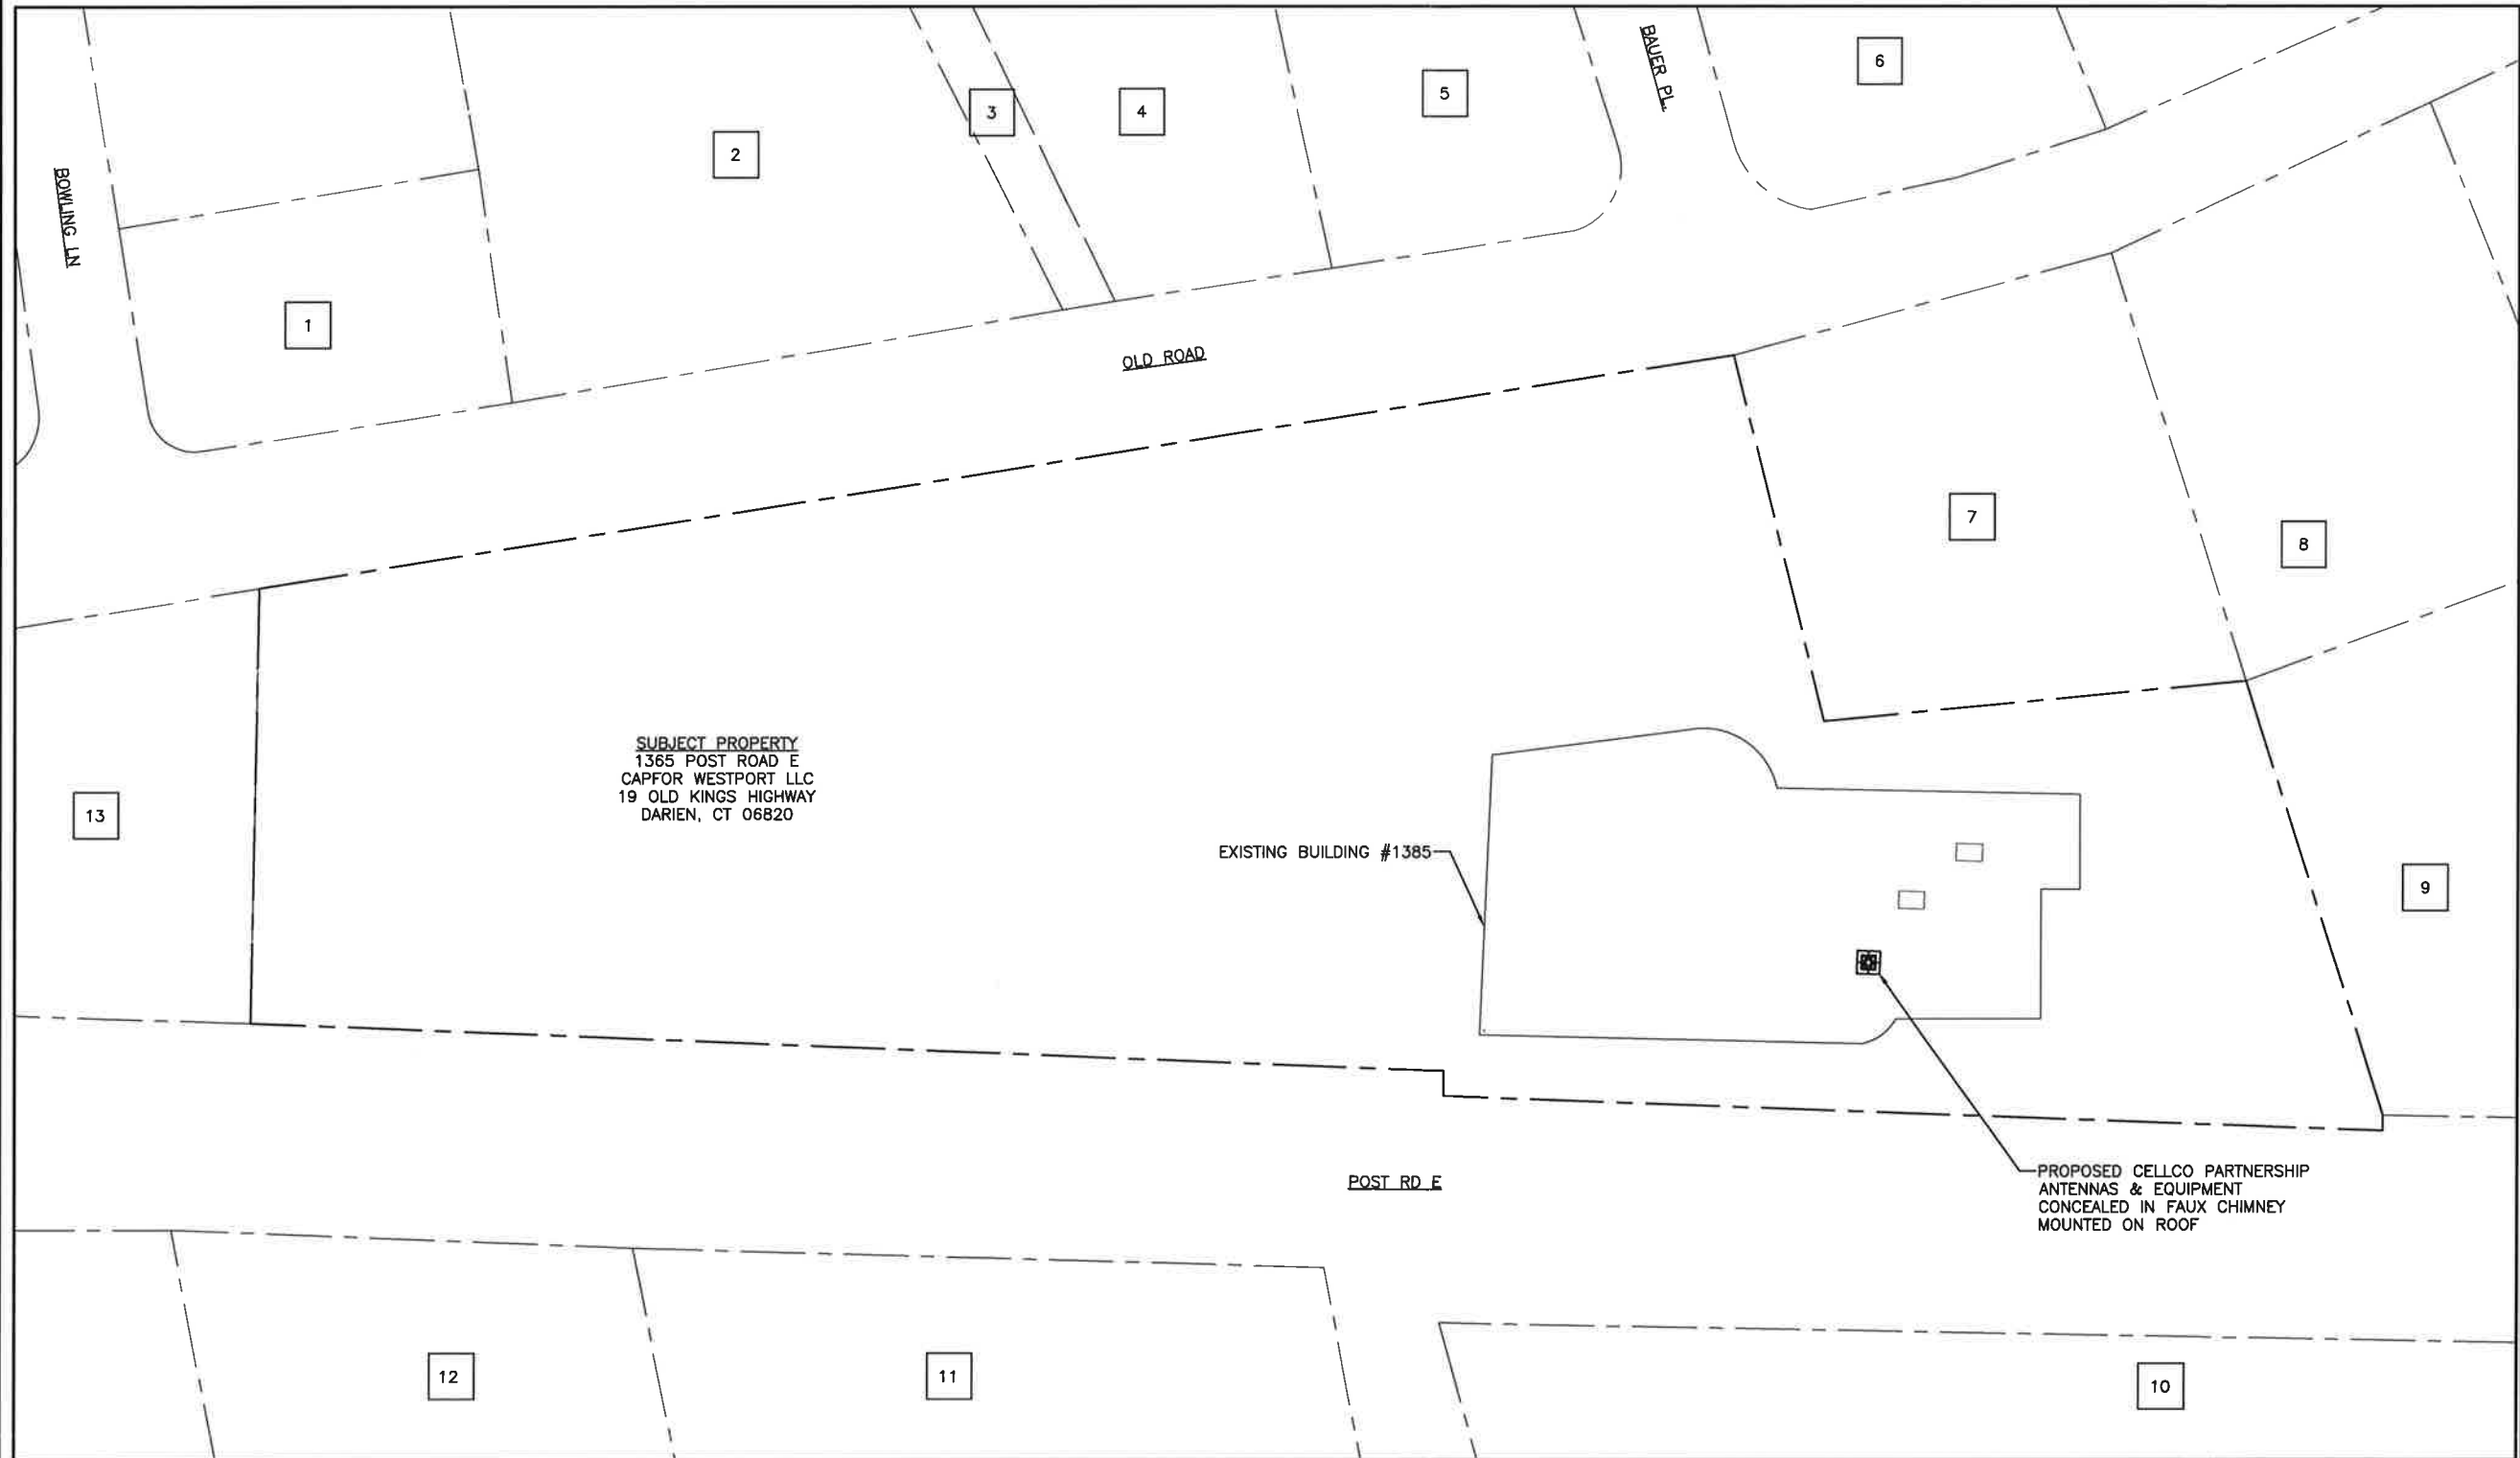 BAUER PL.
6
5
3
4
2
BOWLING LN
1
OLD ROAD
7
8
SUBJECT PROPERTY
1365 POST ROAD E
CAPFOR WESTPORT LLC
19 OLD KINGS HIGHWAY
DARIEN, CT 06820
13
EXISTING BUILDING #1385
9
POST RD E
PROPOSED CELLCO PARTNERSHIP
ANTENNAS & EQUIPMENT
CONCEALED IN FAUX CHIMNEY
MOUNTED ON ROOF
12
11
10